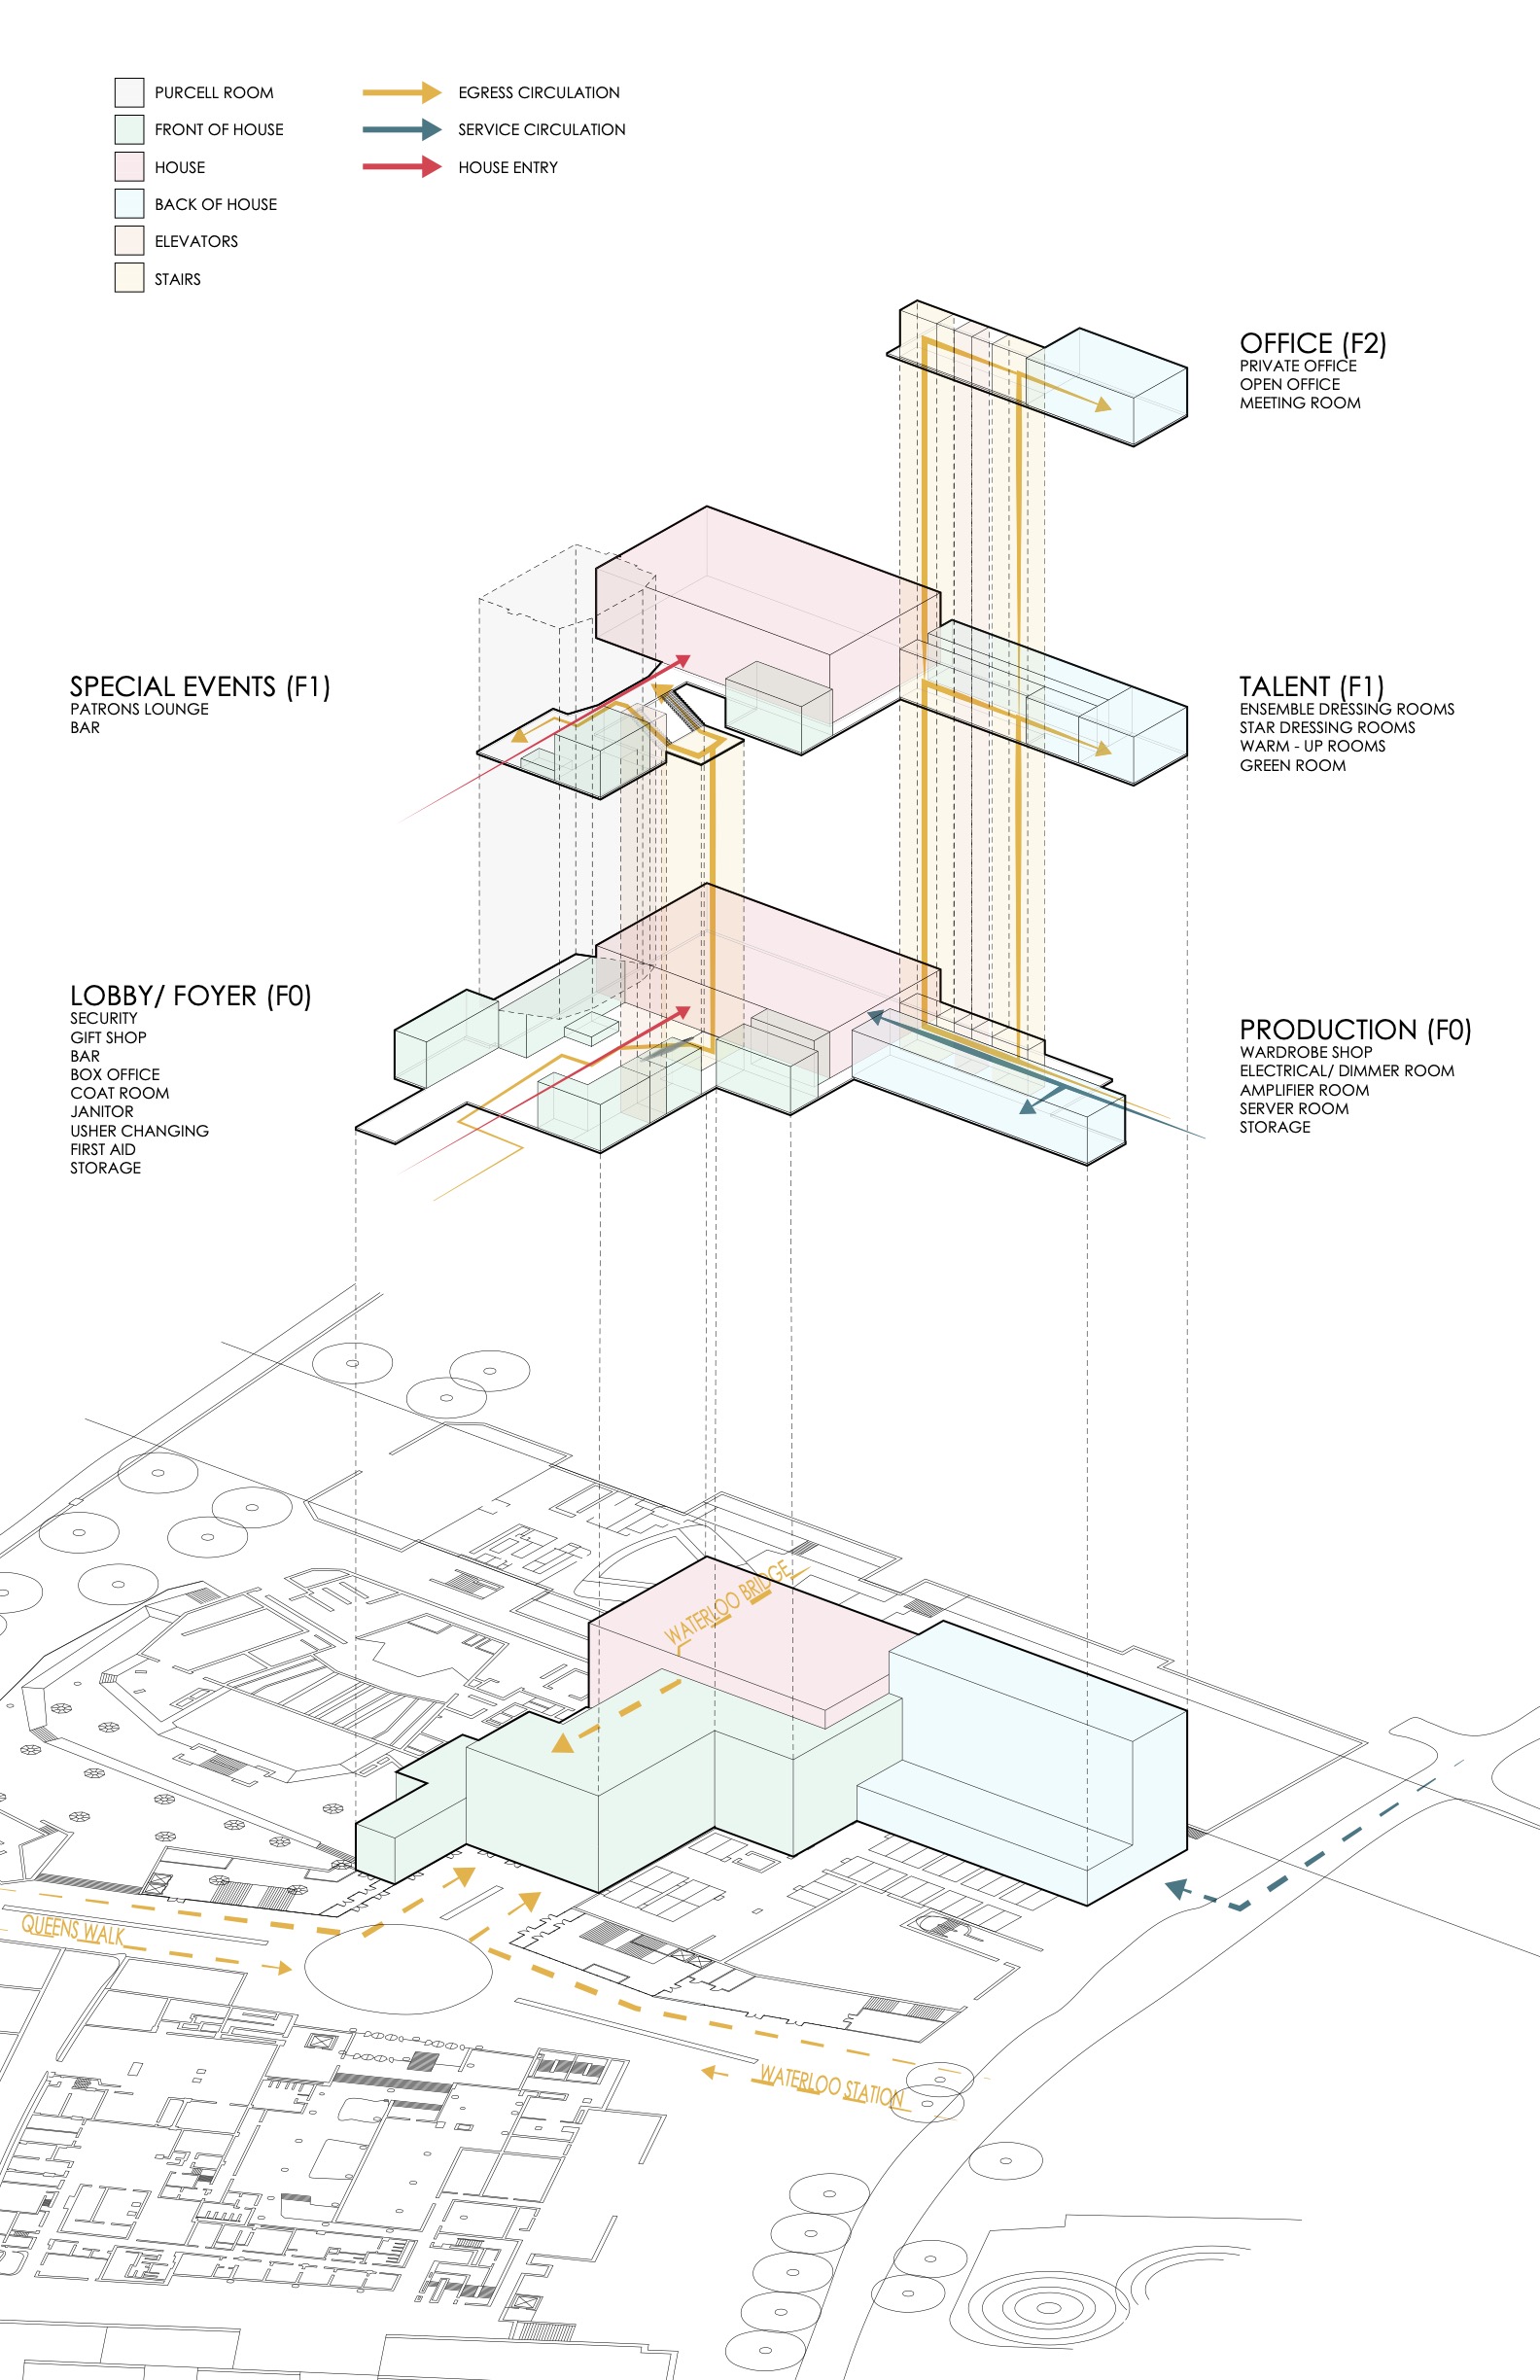 PURCELL ROOM
FRONT OF HOUSE
HOUSE
BACK OF HOUSE
ELEVATORS
STAIRS
EGRESS CIRCULATION
SERVICE CIRCULATION
HOUSE ENTRY
OFFICE (F2)
PRIVATE OFFICE
OPEN OFFICE
MEETING ROOM
SPECIAL EVENTS (F1)
PATRONS LOUNGE
BAR
TALENT (F1)
ENSEMBLE DRESSING ROOMS
STAR DRESSING ROOMS
WARM - UP ROOMS
GREEN ROOM
LOBBY/ FOYER (F0)
SECURITY
GIFT SHOP
BAR
BOX OFFICE
COAT ROOM
JANITOR
USHER CHANGING
FIRST AID
STORAGE
PRODUCTION (F0)
WARDROBE SHOP
ELECTRICAL/ DIMMER ROOM
AMPLIFIER ROOM
SERVER ROOM
STORAGE
WATERLOO BRIDGE
QUEENS WALK
WATERLOO STATION